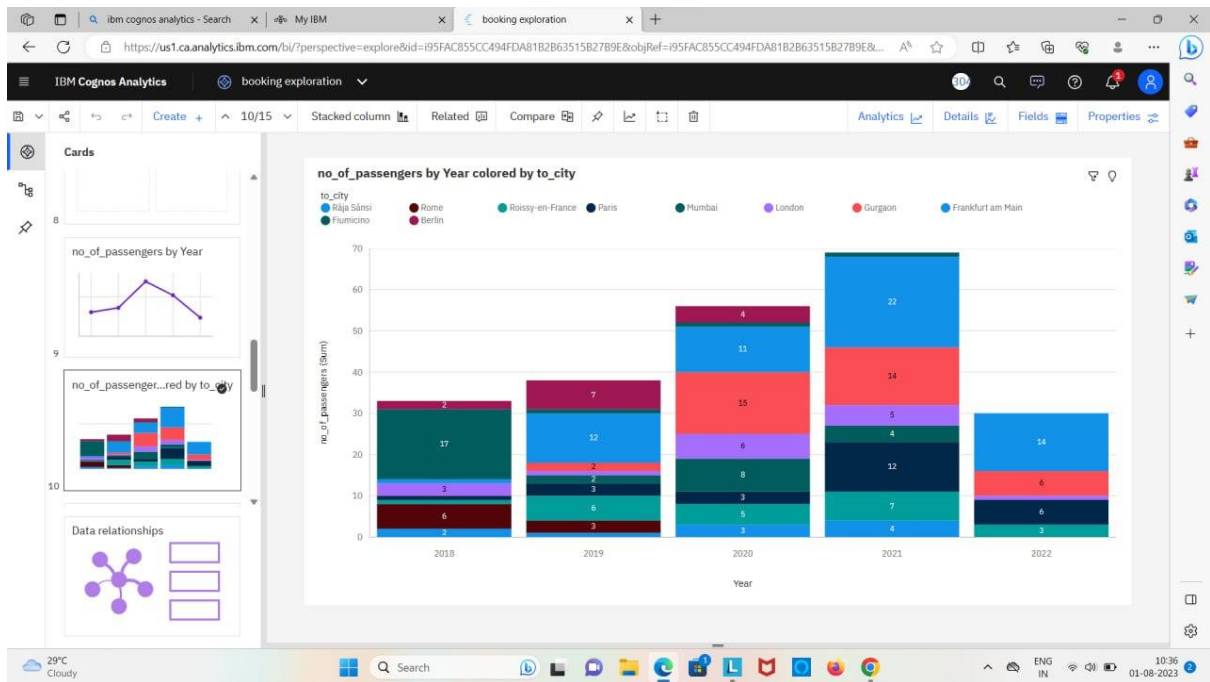 ibm cognos analytics - Search
My IBM
booking exploration
https://us1.ca.analytics.ibm.com/bi/?perspective=explore&id=i95FAC855CC494FDA81B2B63515B27B9E&objRef=i95FAC855CC494FDA81B2B63515B27B9E&...
IBM Cognos Analytics
booking exploration
304
1
Create +
10/15
Stacked column
Related
Compare
Analytics
Details
Fields
Properties
Cards
8
no_of_passengers by Year
9
no_of_passenger...red by to_city
10
Data relationships
no_of_passengers by Year colored by to_city
to_city
Rāja Sānsi Rome Roissy-en-France Paris Mumbai London Gurgaon Frankfurt am Main
Fiumicino Berlin
no_of_passengers (Sum)
70
60
50
40
30
20
10
0
2
17
3
6
2
7
12
2
2
3
6
3
4
11
15
6
8
3
5
3
22
14
5
4
12
7
4
14
6
6
3
2018 2019 2020 2021 2022
Year
29°C
Cloudy
Search
ENG
IN
10:36
01-08-2023
2